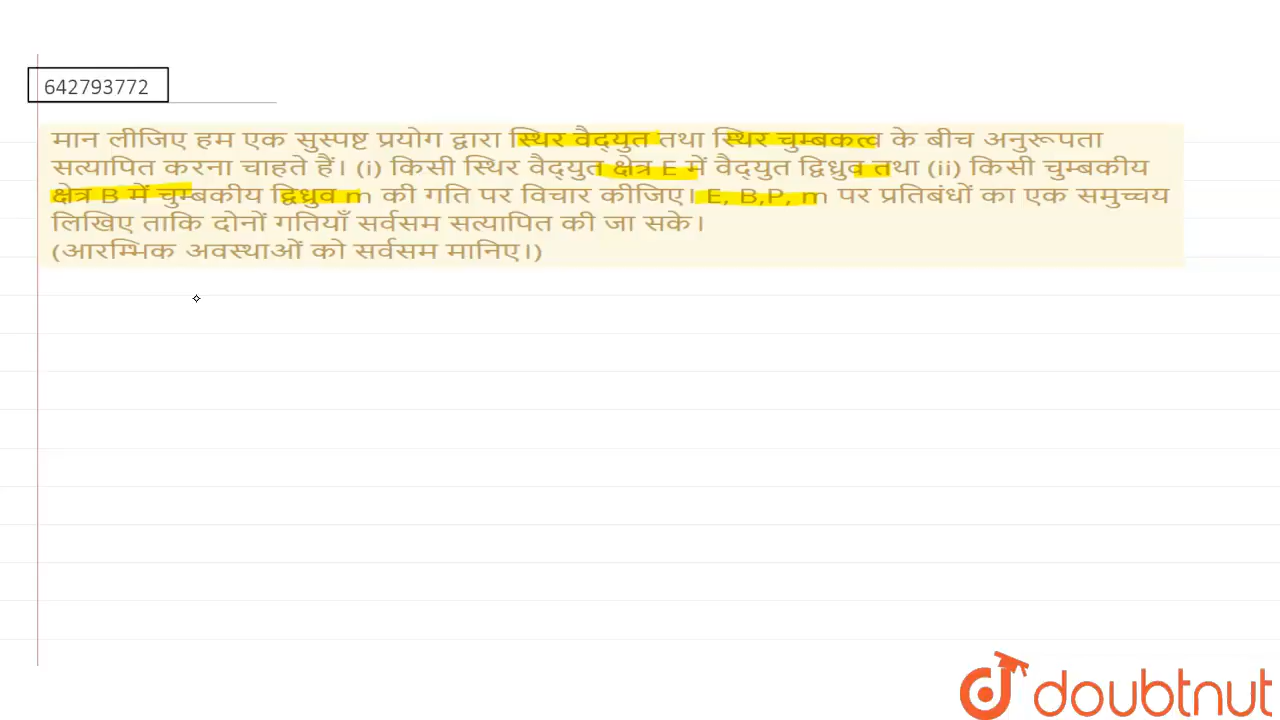 642793772
मान लीजिए हम एक सुस्पष्ट प्रयोग द्वारा स्थिर वैद्युत तथा स्थिर चुम्बकत्व के बीच अनुरूपता
सत्यापित करना चाहते हैं। (i) किसी स्थिर वैद्युत क्षेत्र E में वैद्युत द्विध्रुव तथा (ii) किसी चुम्बकीय
क्षेत्र B में चुम्बकीय द्विध्रुव m की गति पर विचार कीजिए। E, B,P, m पर प्रतिबंधों का एक समुच्चय
लिखिए ताकि दोनों गतियाँ सर्वसम सत्यापित की जा सके।
(आरम्भिक अवस्थाओं को सर्वसम मानिए।)
doubtnut